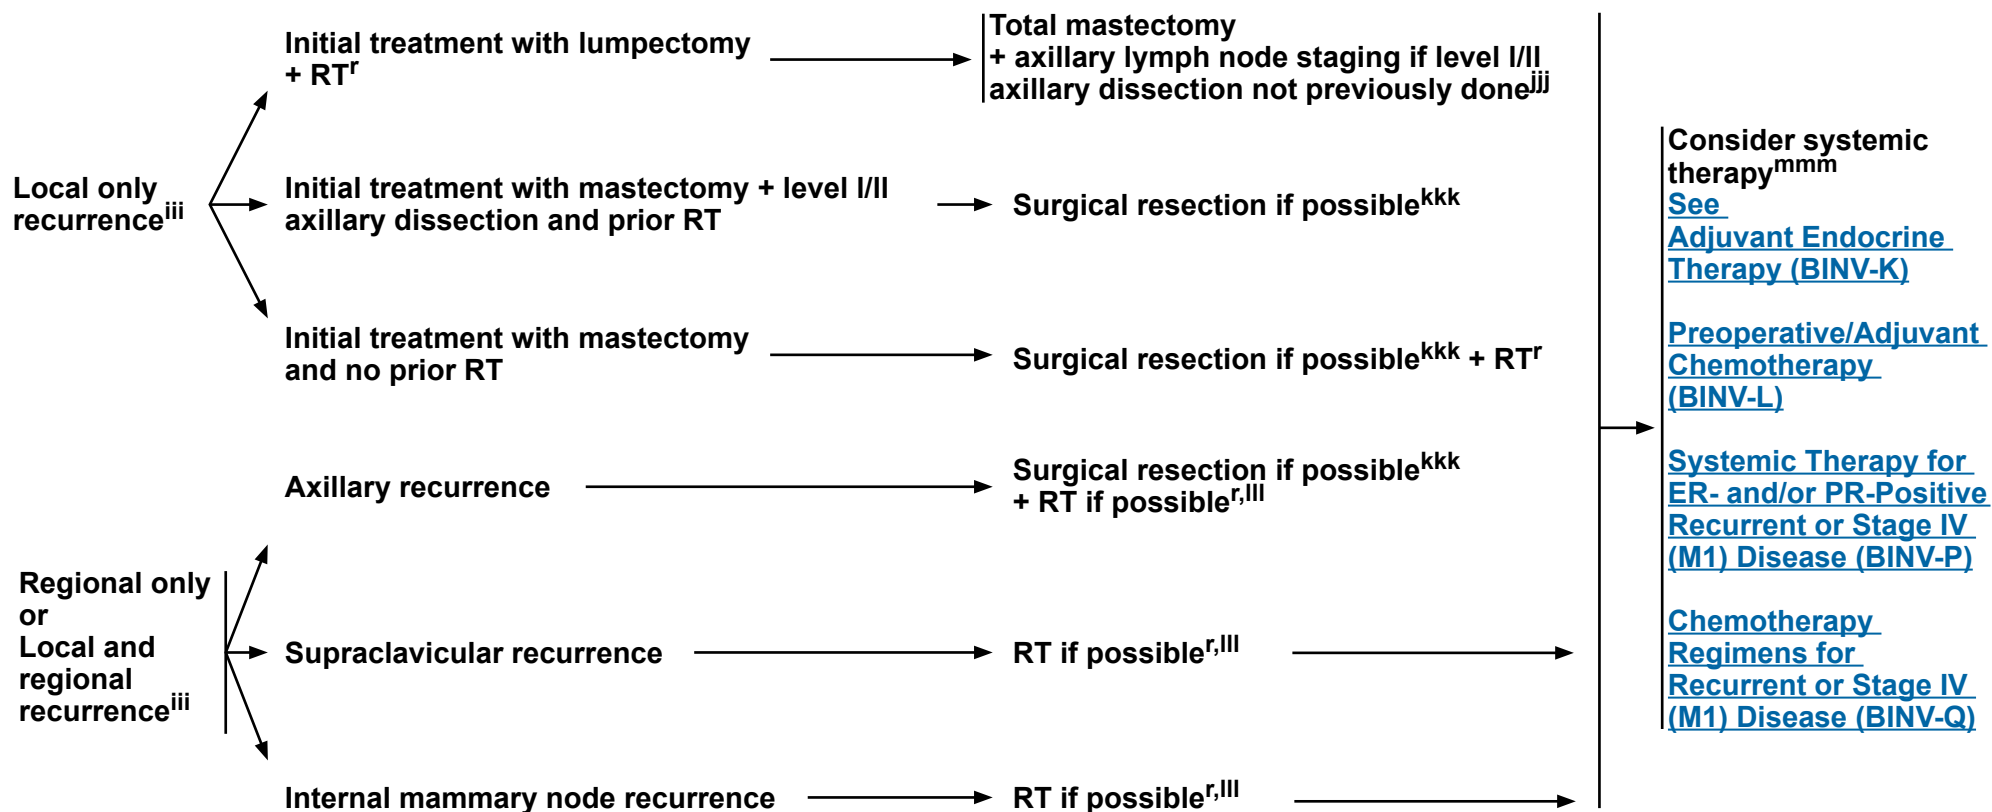 Initial treatment with lumpectomy
+ RTr
Total mastectomy
+ axillary lymph node staging if level I/II
axillary dissection not previously donejjj
Local only
recurrenceiii
Initial treatment with mastectomy + level I/II
axillary dissection and prior RT
Surgical resection if possiblekkk
Initial treatment with mastectomy
and no prior RT
Surgical resection if possiblekkk + RTr
Regional only
or
Local and
regional
recurrenceiii
Axillary recurrence
Surgical resection if possiblekkk
+ RT if possibler,lll
Supraclavicular recurrence
RT if possibler,lll
Internal mammary node recurrence
RT if possibler,lll
Consider systemic
therapymmm
See
Adjuvant Endocrine
Therapy (BINV-K)
Preoperative/Adjuvant
Chemotherapy
(BINV-L)
Systemic Therapy for
ER- and/or PR-Positive
Recurrent or Stage IV
(M1) Disease (BINV-P)
Chemotherapy
Regimens for
Recurrent or Stage IV
(M1) Disease (BINV-Q)